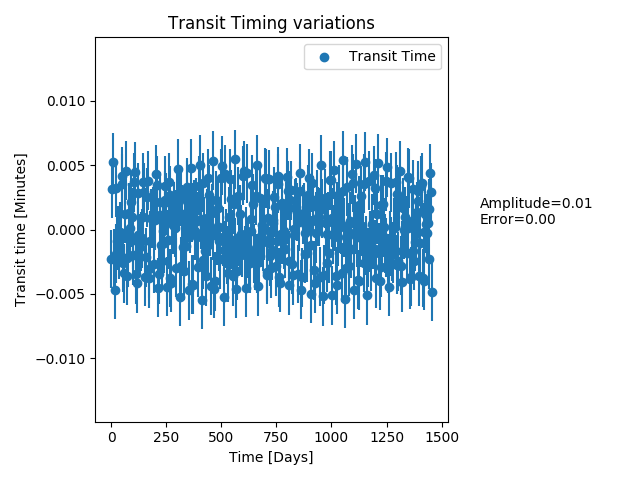 Transit Timing variations
Transit Time
0.010
0.005
0.000
−0.005
−0.010
Transit time [Minutes]
0
250
500
750
1000
1250
1500
Time [Days]
Amplitude=0.01
Error=0.00